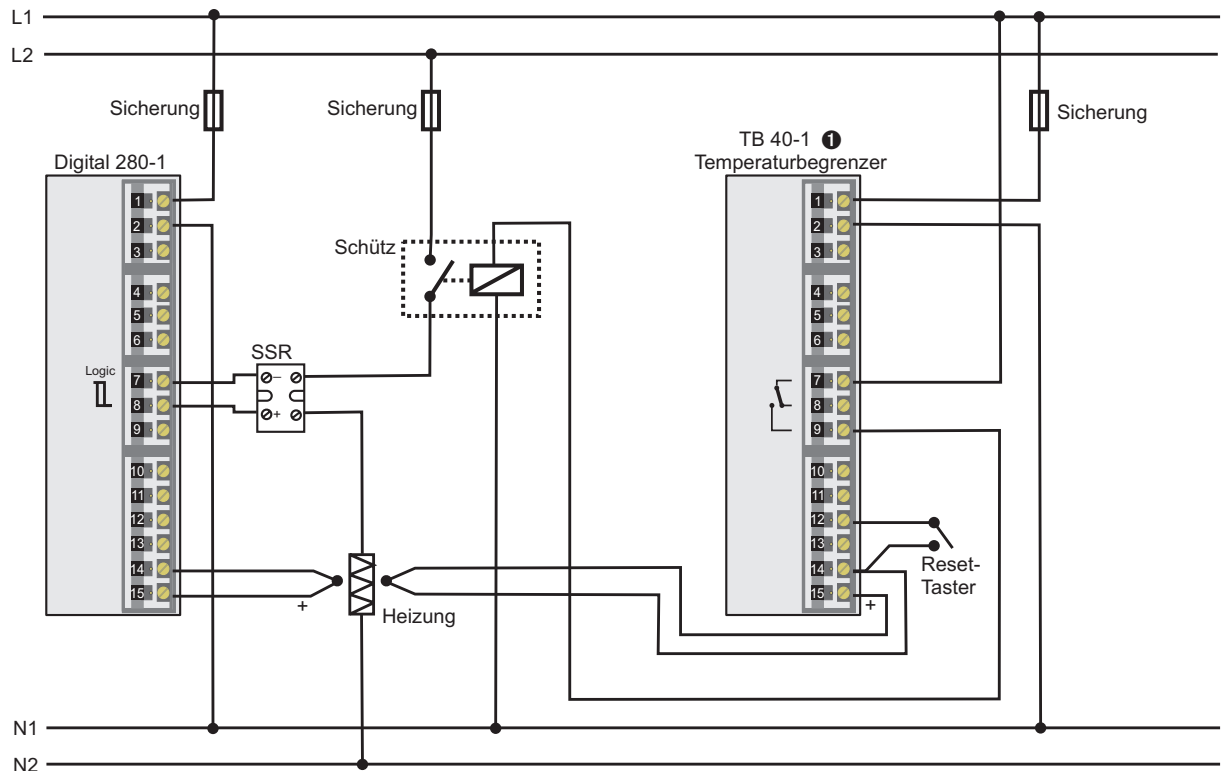 L1
L2
Sicherung
Sicherung
Sicherung
Digital 280-1
TB 40-1 ❶
Temperaturbegrenzer
Schütz
SSR
Logic
1
2
3
4
5
6
7
8
9
10
11
12
13
14
15
−
+
+
Heizung
1
2
3
4
5
6
7
8
9
10
11
12
13
14
15
+
Reset-
Taster
N1
N2